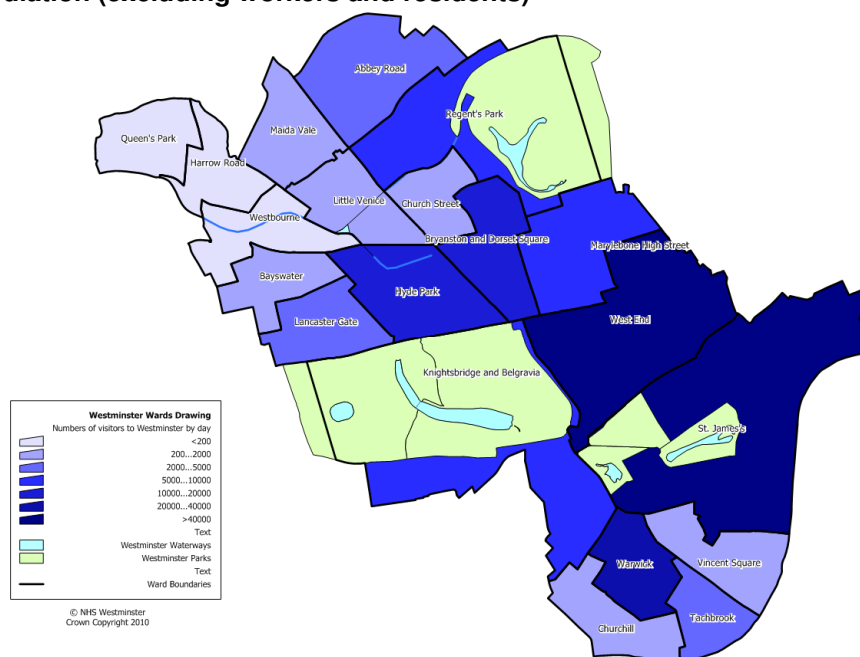 ulation (excluding workers and residents)
Abbey Road
Regent's Park
Maida Vale
Queen's Park
Harrow Road
Little Venice
Church Street
Westbourne
Bryanston and Dorset Square
Marylebone High Street
Bayswater
Hyde Park
Lancaster Gate
West End
Knightsbridge and Belgravia
St. James's
Warwick
Vincent Square
Tachbrook
Churchill
Westminster Wards Drawing
Numbers of visitors to Westminster by day
<200
200...2000
2000...5000
5000...10000
10000...20000
20000...40000
>40000
Text
Westminster Waterways
Westminster Parks
Text
Ward Boundaries
© NHS Westminster
Crown Copyright 2010